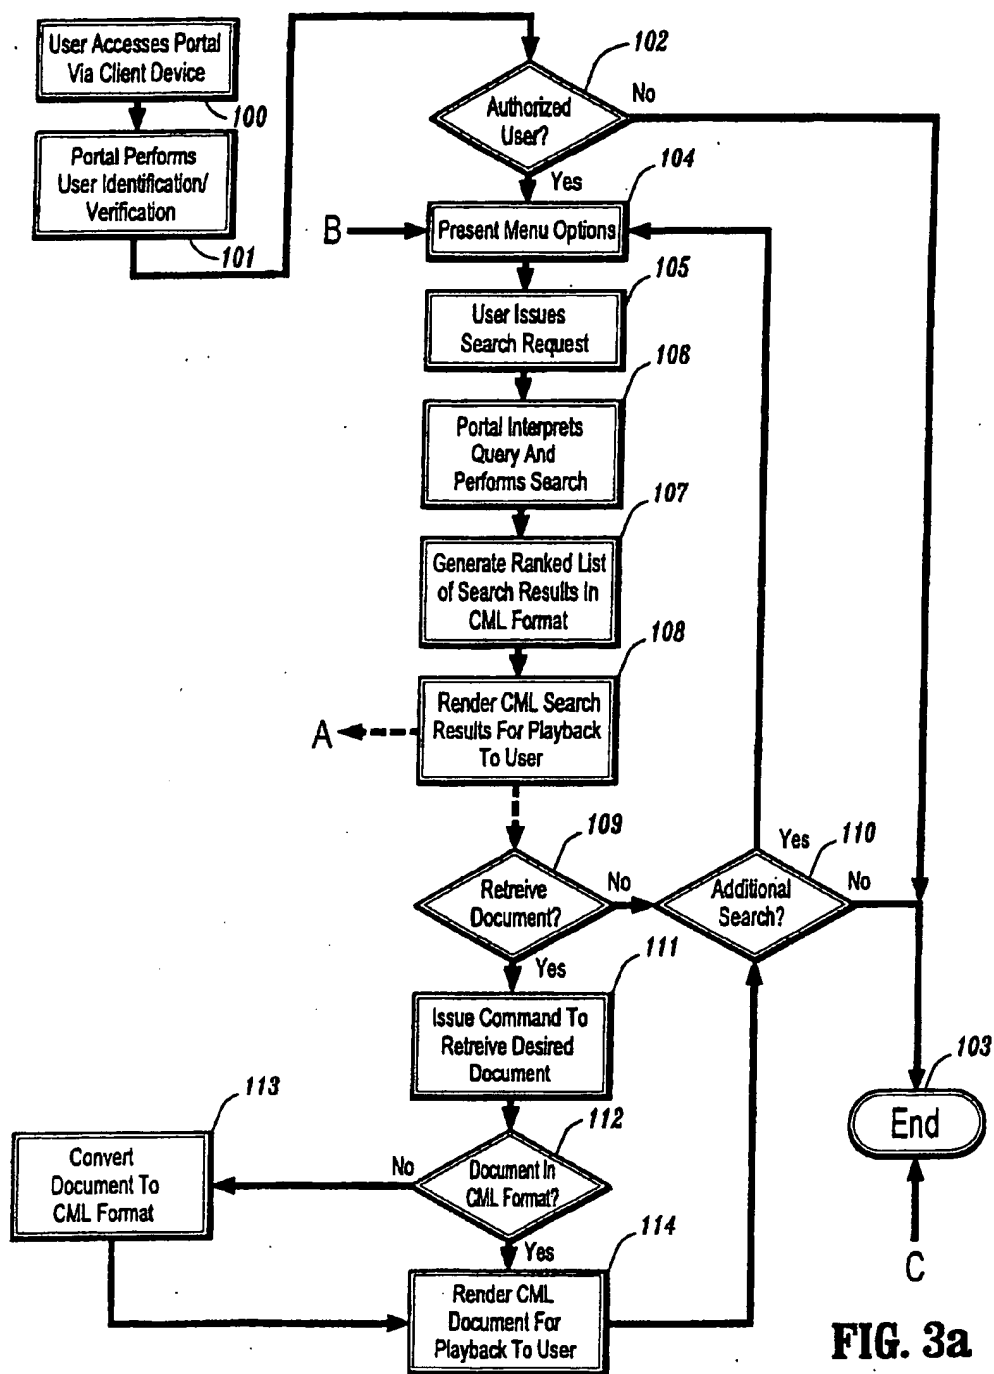 User Accesses Portal
Via Client Device
100
Portal Performs
User Identification/
Verification
101
102
Authorized
User?
No
Yes
104
B
Present Menu Options
105
User Issues
Search Request
106
Portal Interprets
Query And
Performs Search
107
Generate Ranked List
of Search Results In
CML Format
108
Render CML Search
Results For Playback
To User
A
109
Retreive
Document?
No
Yes
110
Additional
Search?
Yes
No
111
Issue Command To
Retreive Desired
Document
103
End
C
112
Document In
CML Format?
No
Yes
113
Convert
Document To
CML Format
114
Render CML
Document For
Playback To User
FIG. 3a